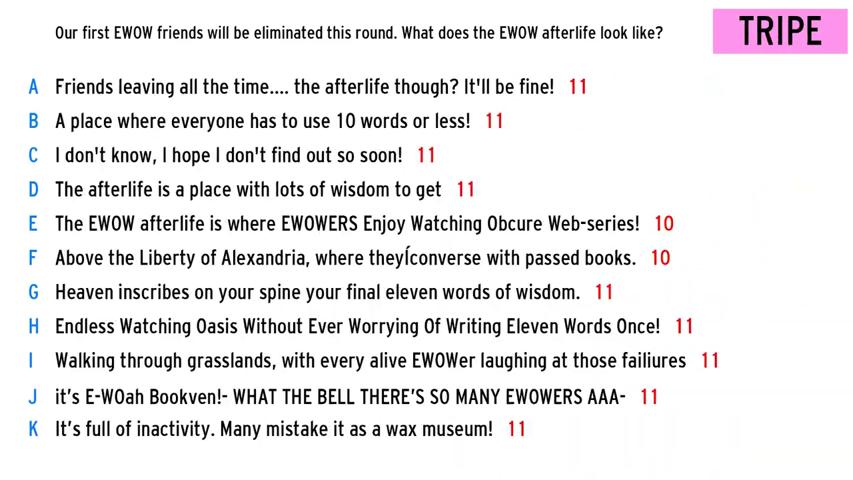 Our first EWOW friends will be eliminated this round. What does the EWOW afterlife look like?
TRIPE
A Friends leaving all the time.... the afterlife though? It'll be fine! 11
B A place where everyone has to use 10 words or less! 11
C I don't know, I hope I don't find out so soon! 11
D The afterlife is a place with lots of wisdom to get 11
E The EWOW afterlife is where EWOWERS Enjoy Watching Obcure Web-series! 10
F Above the Liberty of Alexandria, where theyÍconverse with passed books. 10
G Heaven inscribes on your spine your final eleven words of wisdom. 11
H Endless Watching Oasis Without Ever Worrying Of Writing Eleven Words Once! 11
I Walking through grasslands, with every alive EWOWer laughing at those failiures 11
J it’s E-WOah Bookven!- WHAT THE BELL THERE’S SO MANY EWOWERS AAA- 11
K It’s full of inactivity. Many mistake it as a wax museum! 11